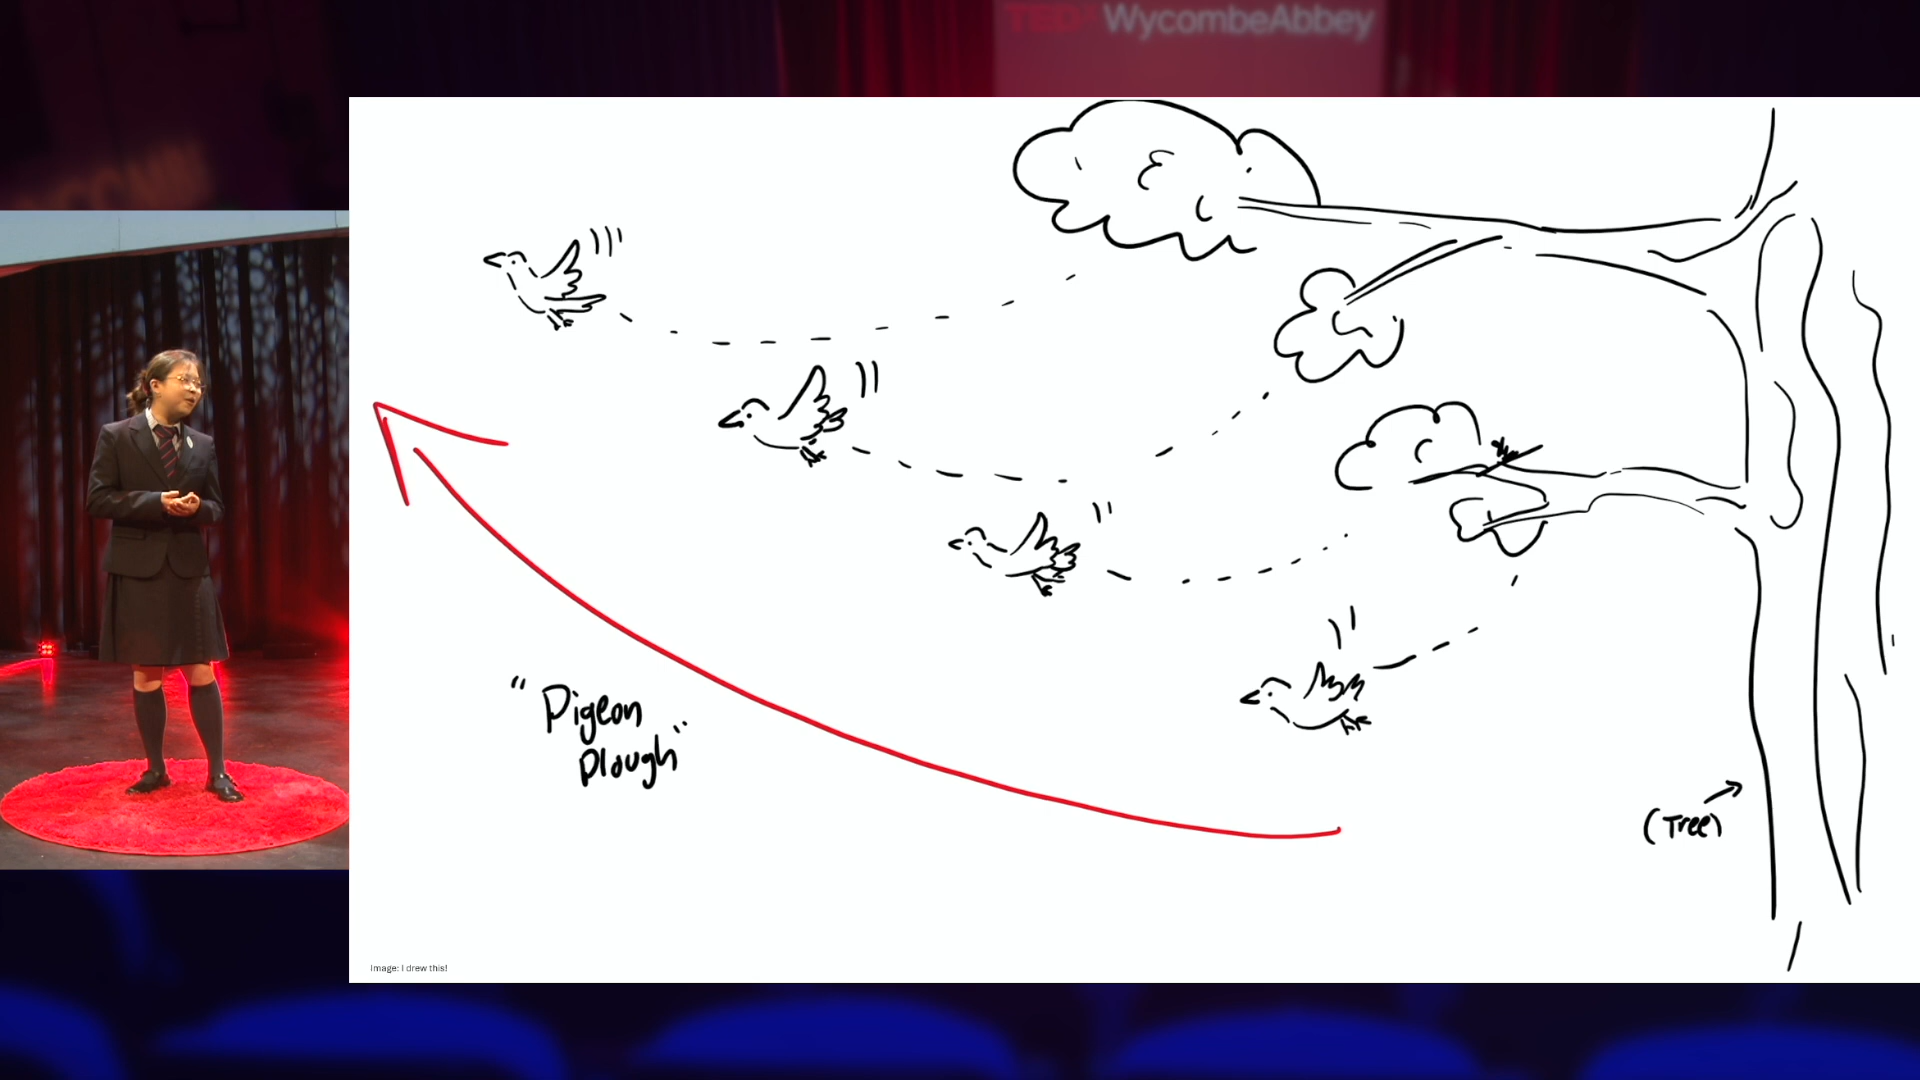 TEDx WycombeAbbey
"Pigeon
Plough"
(Tree)
Image: I drew this!